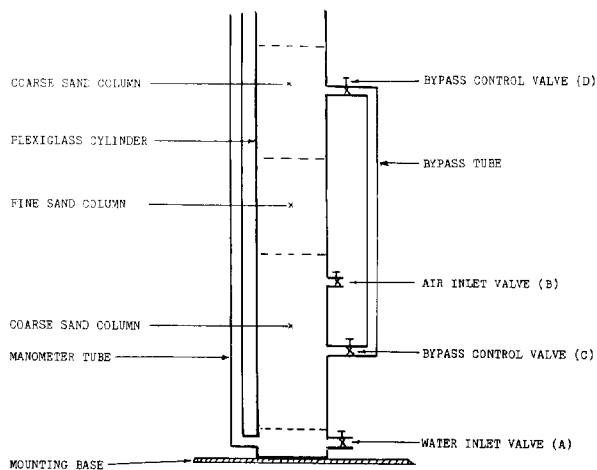 COARSE SAND COLUMN
PLEXIGLASS CYLINDER
FINE SAND COLUMN
COARSE SAND COLUMN
MANOMETER TUBE
MOUNTING BASE
BYPASS CONTROL VALVE (D)
BYPASS TUBE
AIR INLET VALVE (B)
BYPASS CONTROL VALVE (C)
WATER INLET VALVE (A)